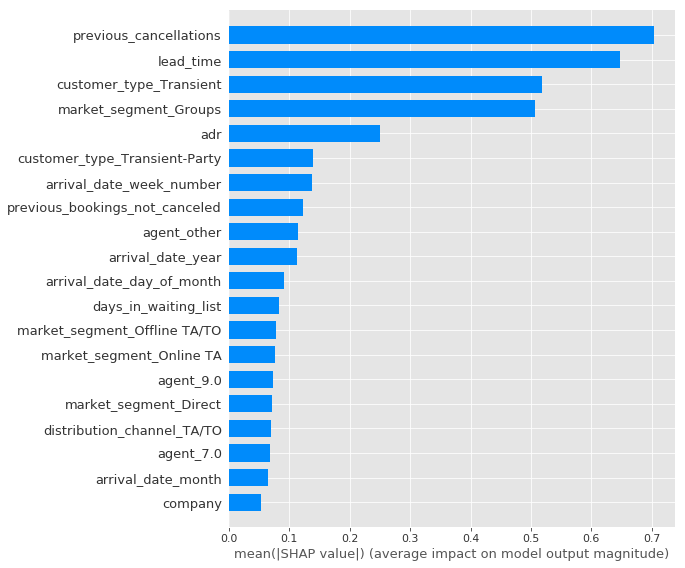 previous_cancellations
lead_time
customer_type_Transient
market_segment_Groups
adr
customer_type_Transient-Party
arrival_date_week_number
previous_bookings_not_canceled
agent_other
arrival_date_year
arrival_date_day_of_month
days_in_waiting_list
market_segment_Offline TA/TO
market_segment_Online TA
agent_9.0
market_segment_Direct
distribution_channel_TA/TO
agent_7.0
arrival_date_month
company
0.0 0.1 0.2 0.3 0.4 0.5 0.6 0.7
mean(|SHAP value|) (average impact on model output magnitude)